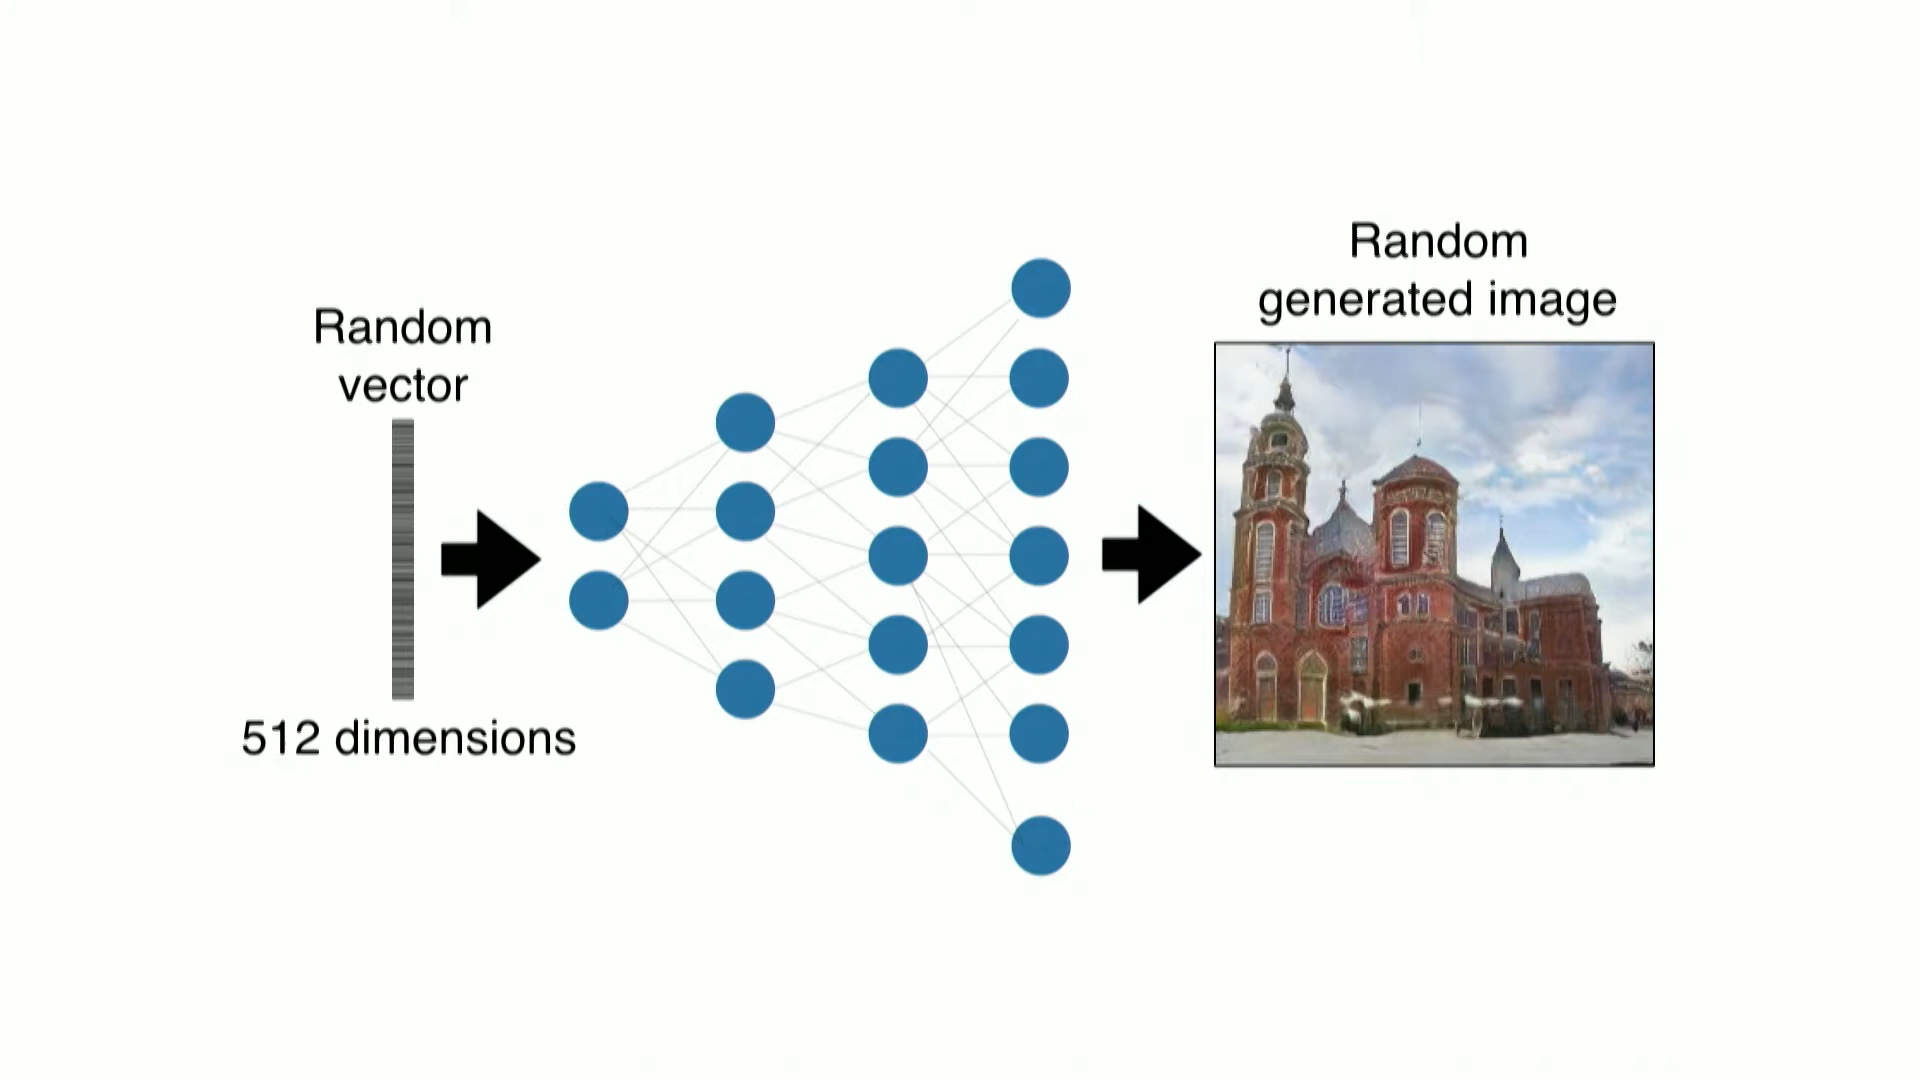 Random
vector
512 dimensions
Random
generated image